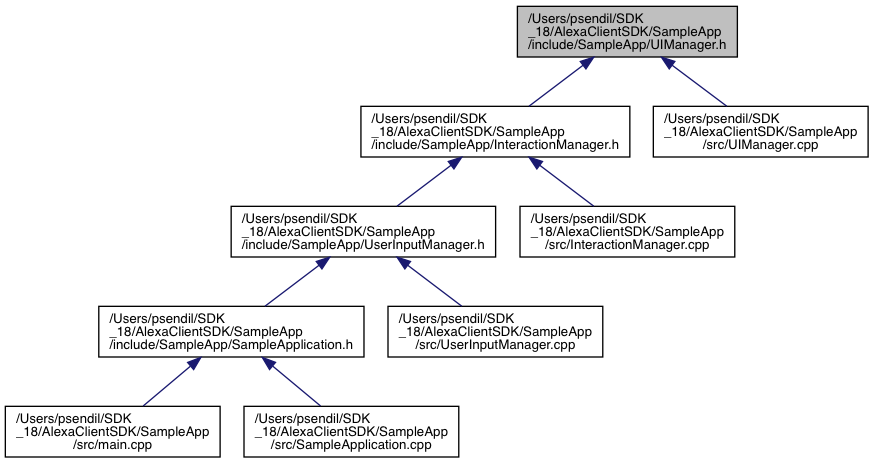 /Users/psendil/SDK
_18/AlexaClientSDK/SampleApp
/include/SampleApp/UIManager.h
/Users/psendil/SDK
_18/AlexaClientSDK/SampleApp
/include/SampleApp/InteractionManager.h
/Users/psendil/SDK
_18/AlexaClientSDK/SampleApp
/src/UIManager.cpp
/Users/psendil/SDK
_18/AlexaClientSDK/SampleApp
/include/SampleApp/UserInputManager.h
/Users/psendil/SDK
_18/AlexaClientSDK/SampleApp
/src/InteractionManager.cpp
/Users/psendil/SDK
_18/AlexaClientSDK/SampleApp
/include/SampleApp/SampleApplication.h
/Users/psendil/SDK
_18/AlexaClientSDK/SampleApp
/src/UserInputManager.cpp
/Users/psendil/SDK
_18/AlexaClientSDK/SampleApp
/src/main.cpp
/Users/psendil/SDK
_18/AlexaClientSDK/SampleApp
/src/SampleApplication.cpp